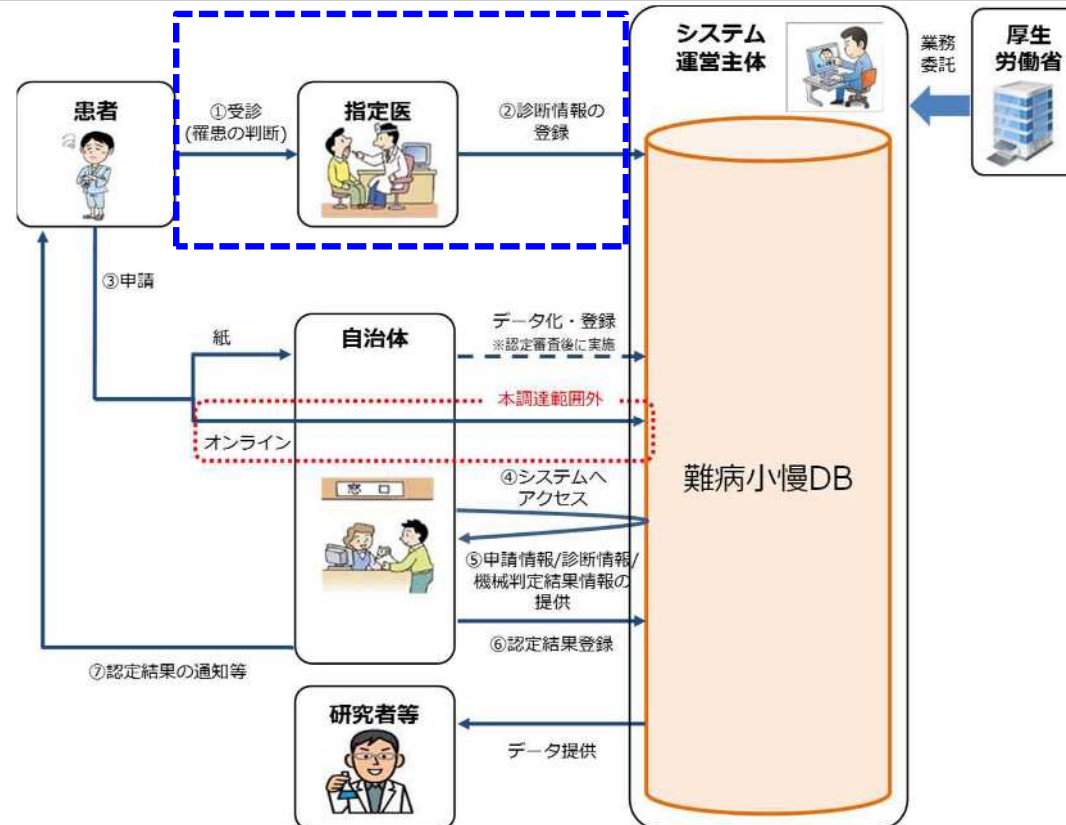 患者
①受診
(罹患の判断)
指定医
②診断情報の
登録
システム
運営主体
業務
委託
厚生
労働省
③申請
紙
自治体
データ化・登録
※認定審査後に実施
本調達範囲外
オンライン
窓 口
④システムへ
アクセス
難病小慢DB
⑤申請情報/診断情報/
機械判定結果情報の
提供
⑥認定結果登録
⑦認定結果の通知等
研究者等
データ提供